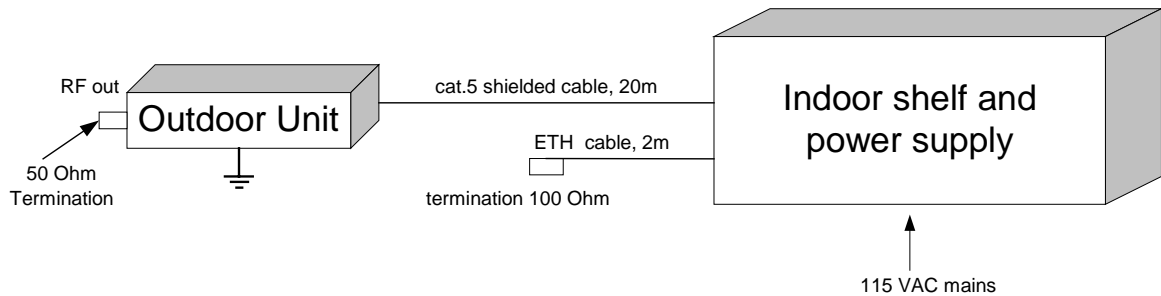 RF out
Outdoor Unit
50 Ohm
Termination
cat.5 shielded cable, 20m
ETH cable, 2m
termination 100 Ohm
Indoor shelf and
power supply
115 VAC mains